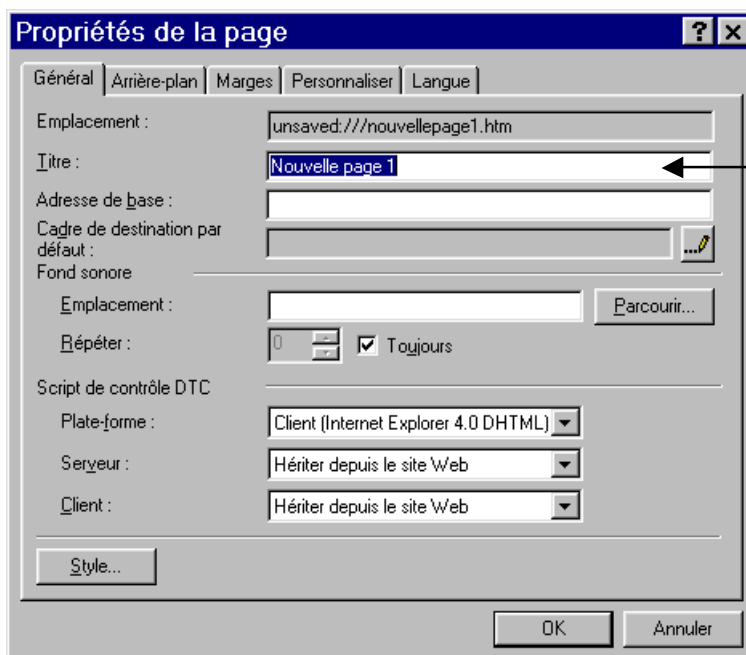 Propriétés de la page
Général Arrière-plan Marges Personnaliser Langue
Emplacement : unsaved:///nouvellepage1.htm
Titre : Nouvelle page 1
Adresse de base :
Cadre de destination par
défaut : ...
Fond sonore
Emplacement : Parcourir...
Répéter : 0 Toujours
Script de contrôle DTC
Plate-forme : Client (Internet Explorer 4.0 DHTML)
Serveur : Hériter depuis le site Web
Client : Hériter depuis le site Web
Style...
OK Annuler